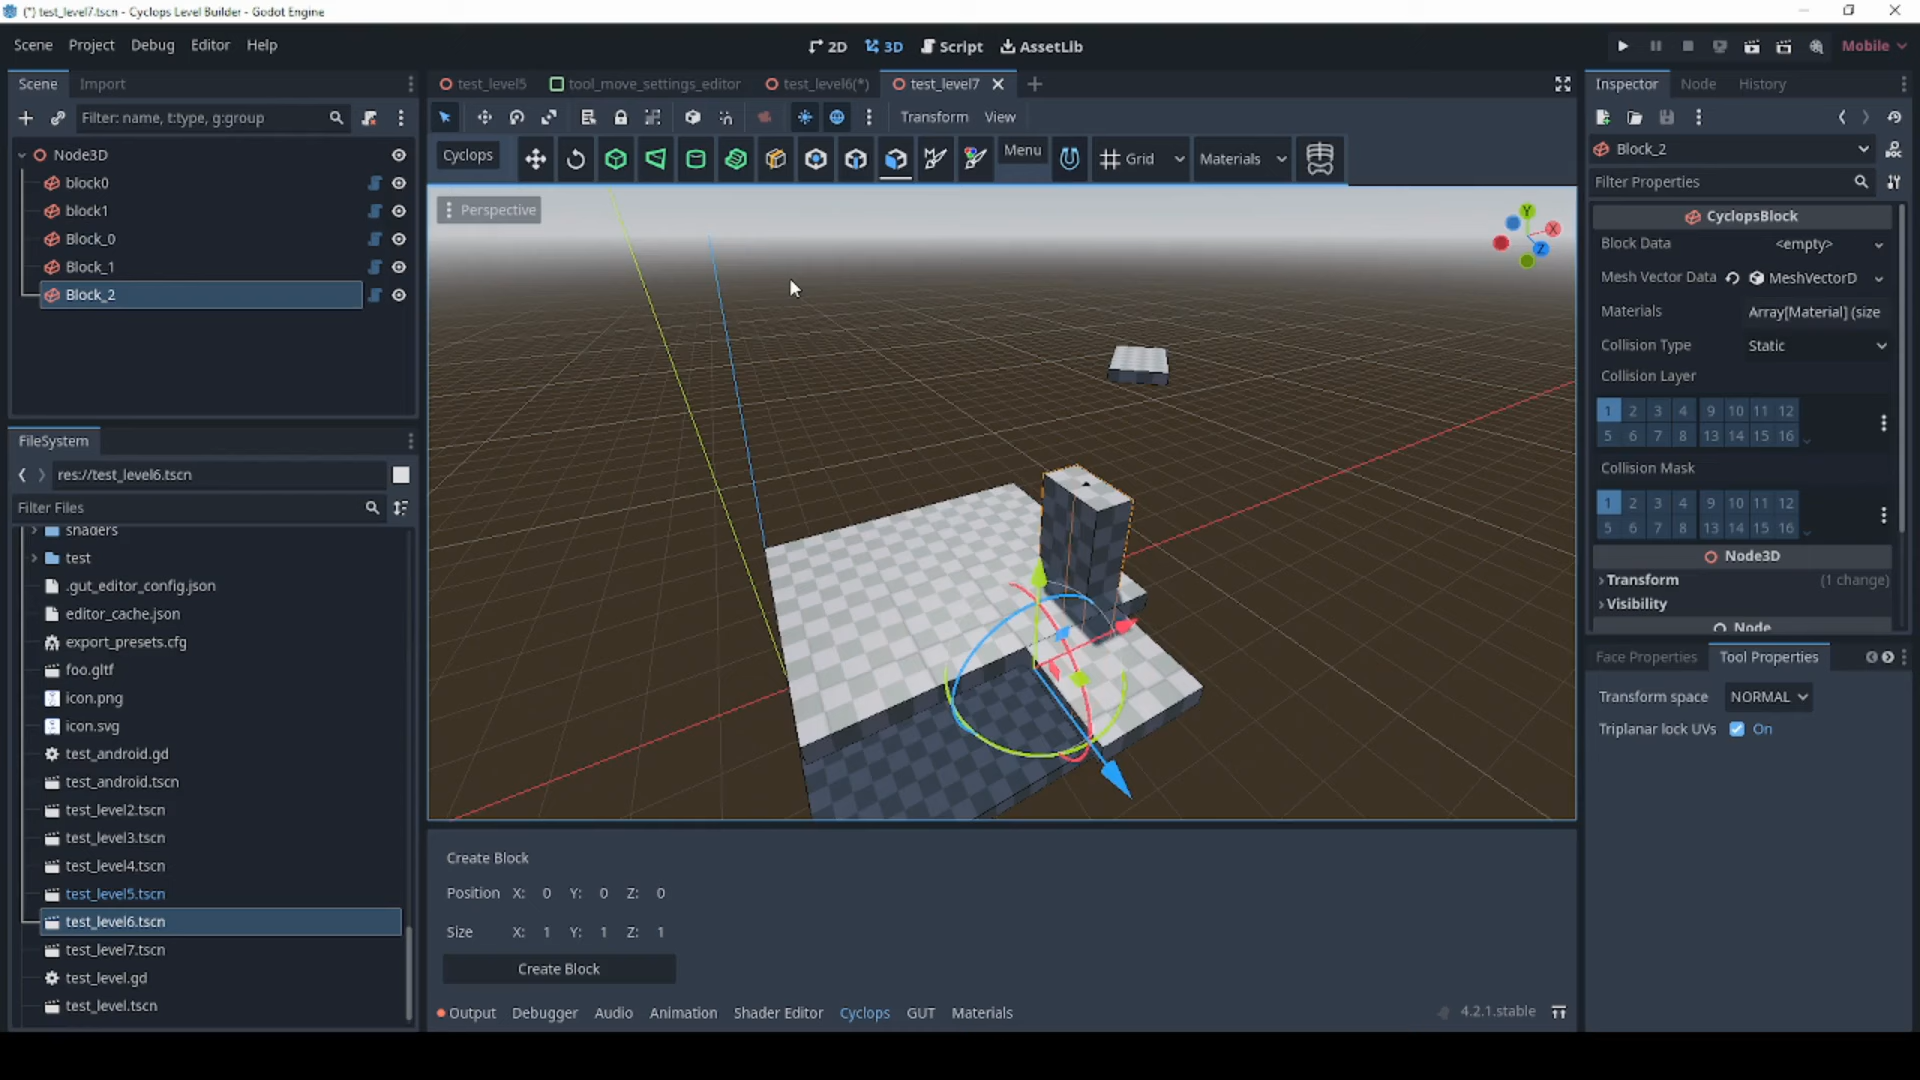 (*) test_level7.tscn - Cyclops Level Builder - Godot Engine
Scene Project Debug Editor Help
2D 3D Script AssetLib
Mobile
Scene Import
test_level5 tool_move_settings_editor test_level6(*) test_level7
Inspector Node History
Filter: name, t:type, g:group
Transform View
Node3D
block0
block1
Block_0
Block_1
Block_2
Cyclops Menu Grid Materials
Perspective
Y
X
Z
Block_2
Filter Properties
CyclopsBlock
Block Data <empty>
Mesh Vector Data MeshVectorD
Materials Array[Material] (size
Collision Type Static
Collision Layer
1 2 3 4 9 10 11 12
5 6 7 8 13 14 15 16
Collision Mask
1 2 3 4 9 10 11 12
5 6 7 8 13 14 15 16
Node3D
Transform (1 change)
Visibility
Node
Face Properties Tool Properties
Transform space NORMAL
Triplanar lock UVs On
FileSystem
res://test_level6.tscn
Filter Files
shaders
test
.gut_editor_config.json
editor_cache.json
export_presets.cfg
foo.gltf
icon.png
icon.svg
test_android.gd
test_android.tscn
test_level2.tscn
test_level3.tscn
test_level4.tscn
test_level5.tscn
test_level6.tscn
test_level7.tscn
test_level.gd
test_level.tscn
Create Block
Position X: 0 Y: 0 Z: 0
Size X: 1 Y: 1 Z: 1
Create Block
Output Debugger Audio Animation Shader Editor Cyclops GUT Materials
4.2.1.stable